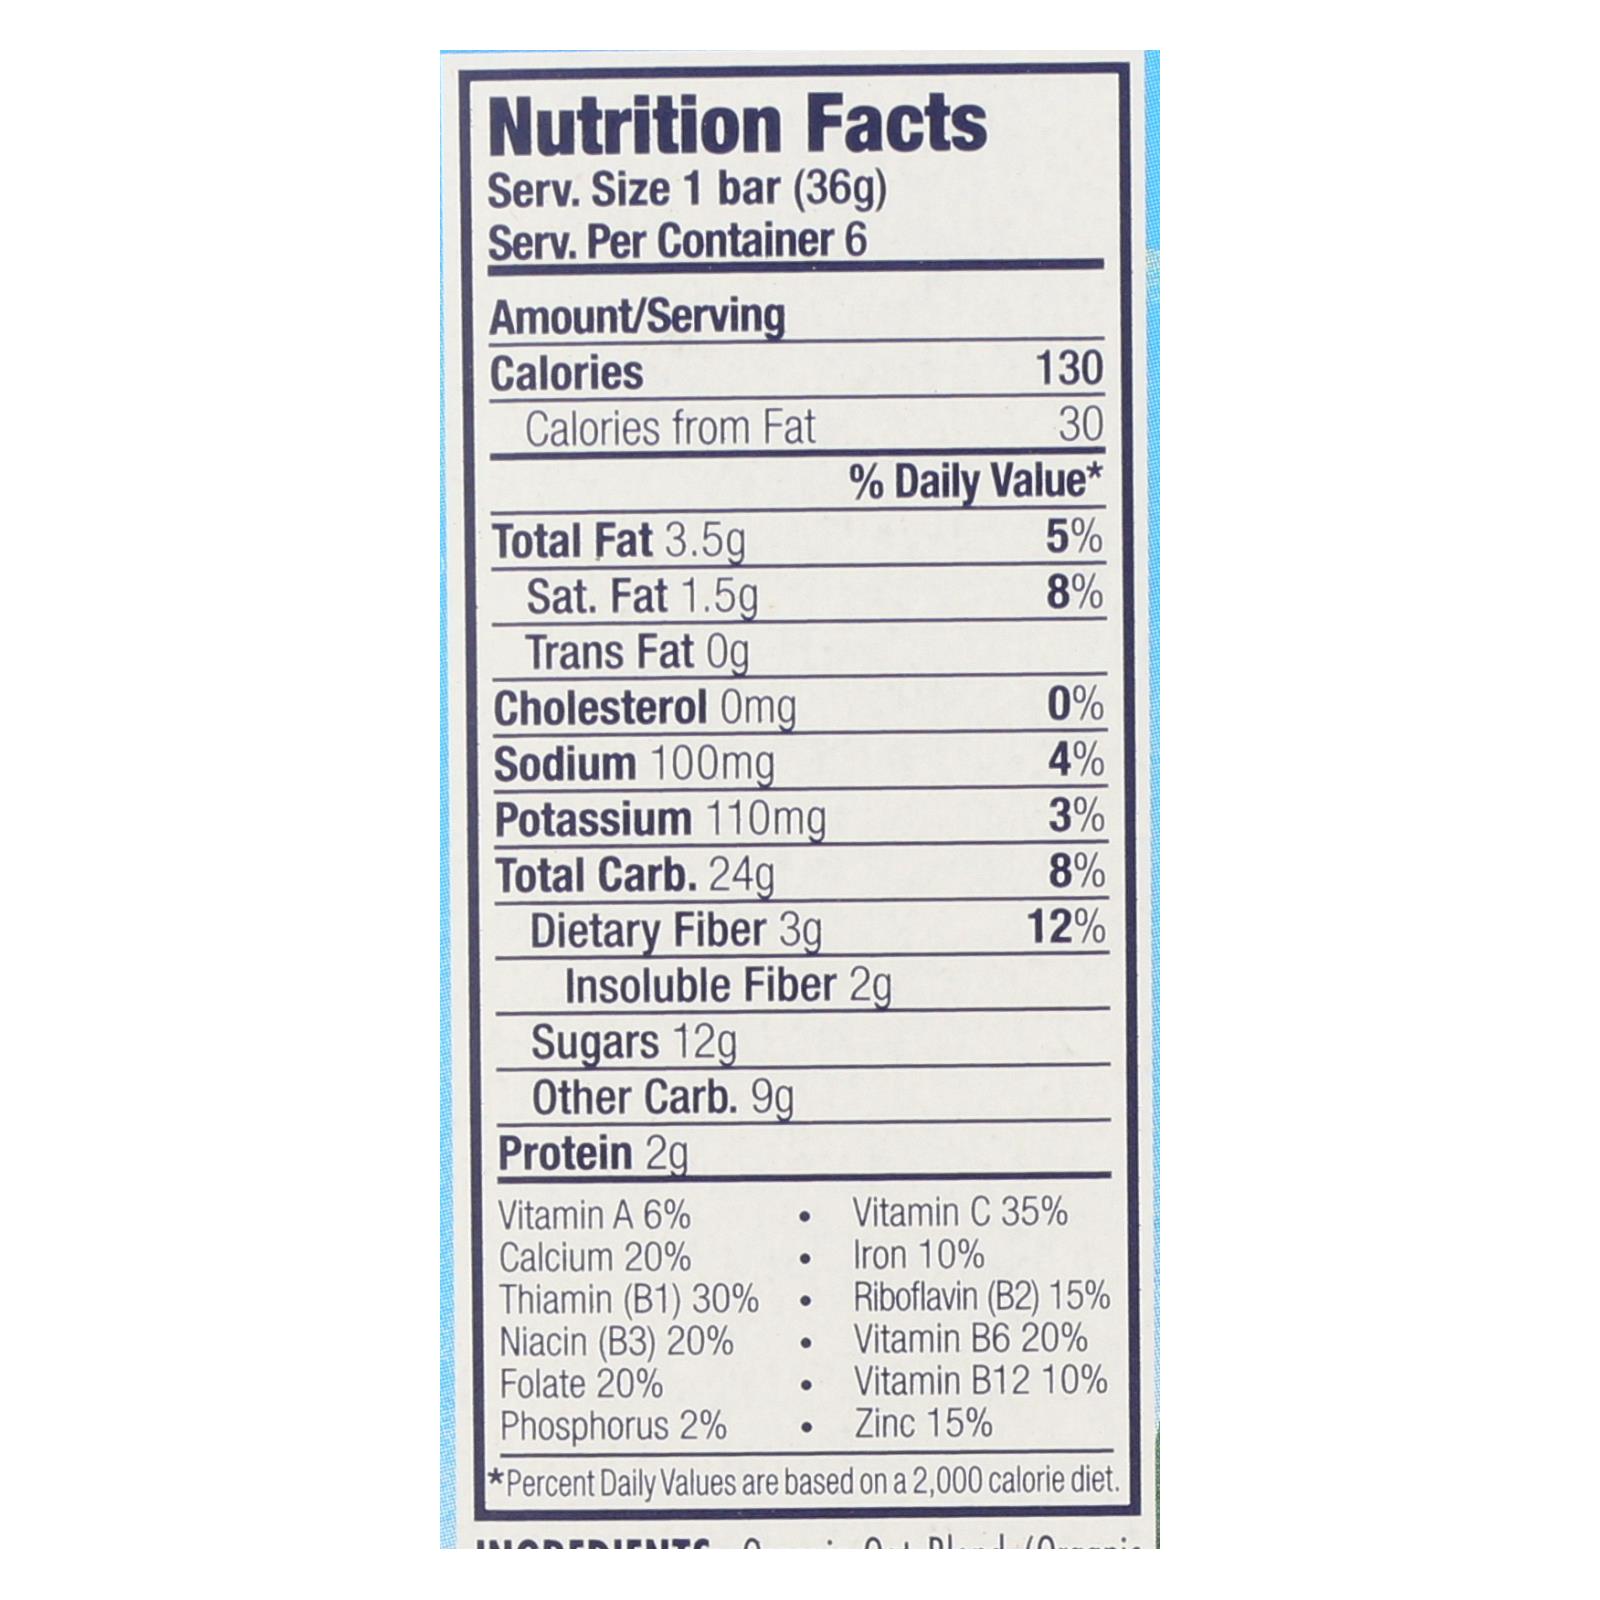 Nutrition Facts
Serv. Size 1 bar (36g)
Serv. Per Container 6
Amount/Serving
Calories 130
Calories from Fat 30
% Daily Value*
Total Fat 3.5g 5%
Sat. Fat 1.5g 8%
Trans Fat 0g
Cholesterol 0mg 0%
Sodium 100mg 4%
Potassium 110mg 3%
Total Carb. 24g 8%
Dietary Fiber 3g 12%
Insoluble Fiber 2g
Sugars 12g
Other Carb. 9g
Protein 2g
Vitamin A 6% • Vitamin C 35%
Calcium 20% • Iron 10%
Thiamin (B1) 30% • Riboflavin (B2) 15%
Niacin (B3) 20% • Vitamin B6 20%
Folate 20% • Vitamin B12 10%
Phosphorus 2% • Zinc 15%
*Percent Daily Values are based on a 2,000 calorie diet.